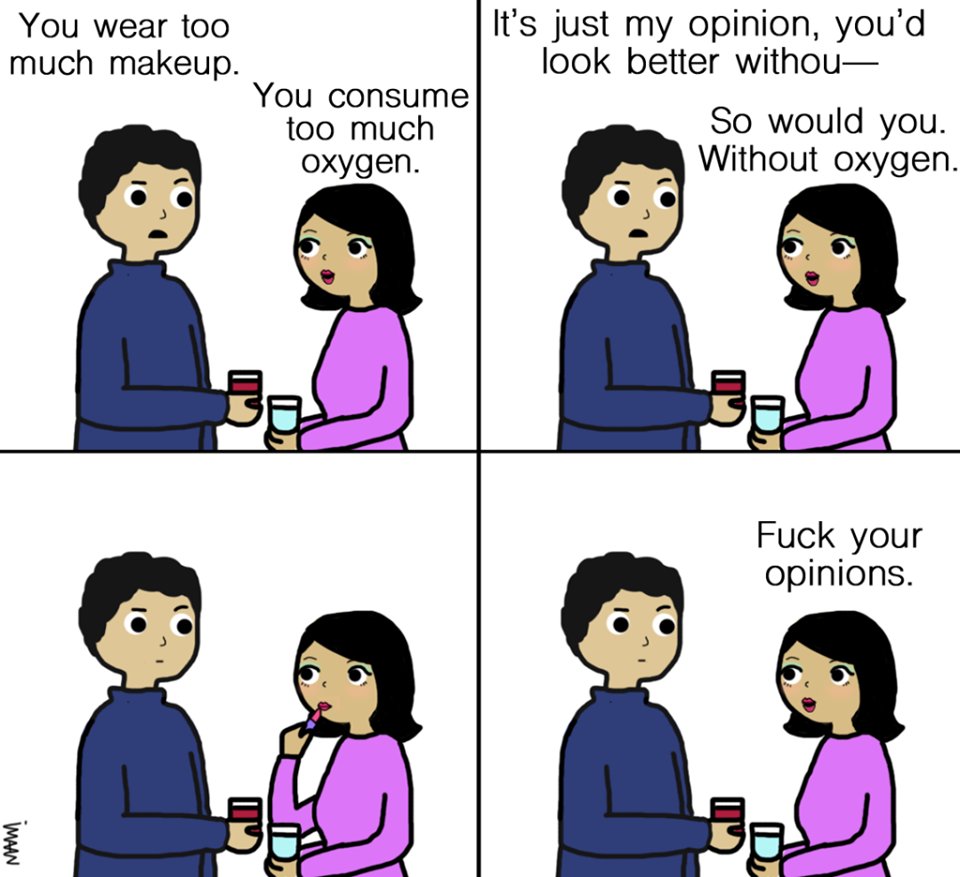 You wear too
much makeup.
You consume
too much
oxygen.
It's just my opinion, you'd
look better withou—
So would you.
Without oxygen.
Fuck your
opinions.